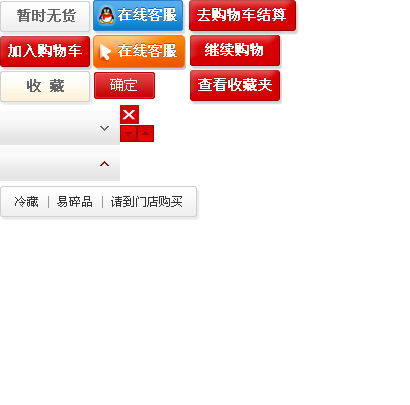 暂时无货 在线客服 去购物车结算
加入购物车 在线客服 继续购物
收 藏 确定 查看收藏夹
冷藏 | 易碎品 | 请到门店购买